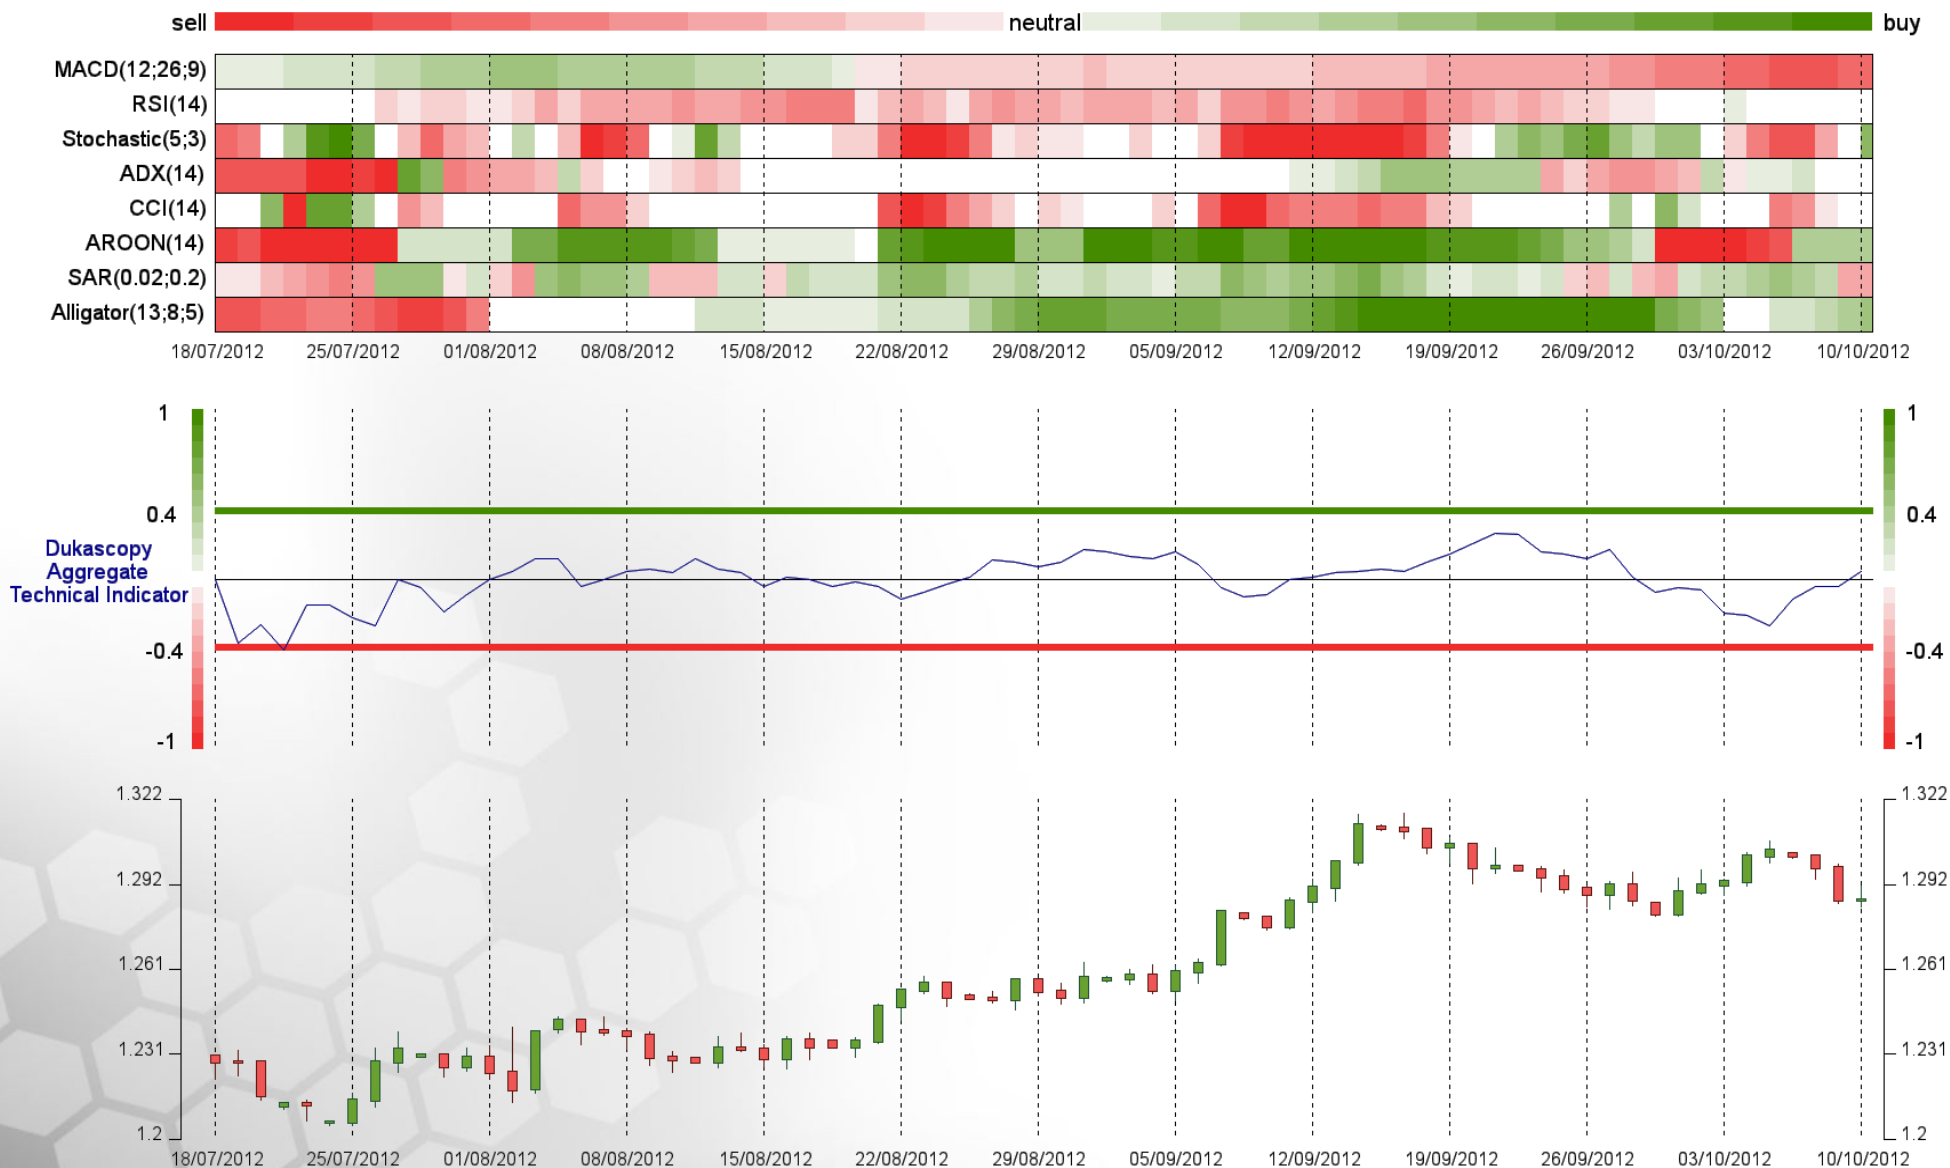 sell neutral buy
MACD(12;26;9)
RSI(14)
Stochastic(5;3)
ADX(14)
CCI(14)
AROON(14)
SAR(0.02;0.2)
Alligator(13;8;5)
18/07/2012 25/07/2012 01/08/2012 08/08/2012 15/08/2012 22/08/2012 29/08/2012 05/09/2012 12/09/2012 19/09/2012 26/09/2012 03/10/2012 10/10/2012
1 1
0.4 0.4
Dukascopy
Aggregate
Technical Indicator
-0.4 -0.4
-1 -1
1.322 1.322
1.292 1.292
1.261 1.261
1.231 1.231
1.2 1.2
18/07/2012 25/07/2012 01/08/2012 08/08/2012 15/08/2012 22/08/2012 29/08/2012 05/09/2012 12/09/2012 19/09/2012 26/09/2012 03/10/2012 10/10/2012